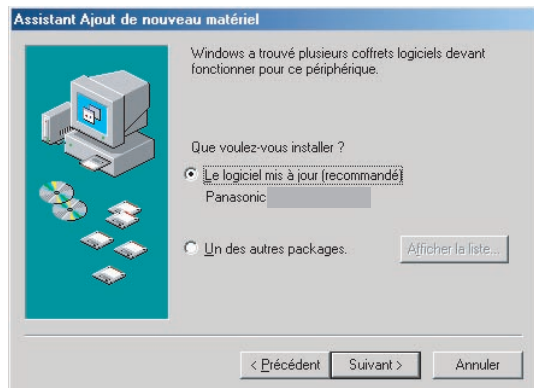 Assistant Ajout de nouveau matériel
Windows a trouvé plusieurs coffrets logiciels devant
fonctionner pour ce périphérique.
Que voulez-vous installer ?
Le logiciel mis à jour (recommandé)
Panasonic
Un des autres packages.
Afficher la liste...
< Précédent
Suivant >
Annuler